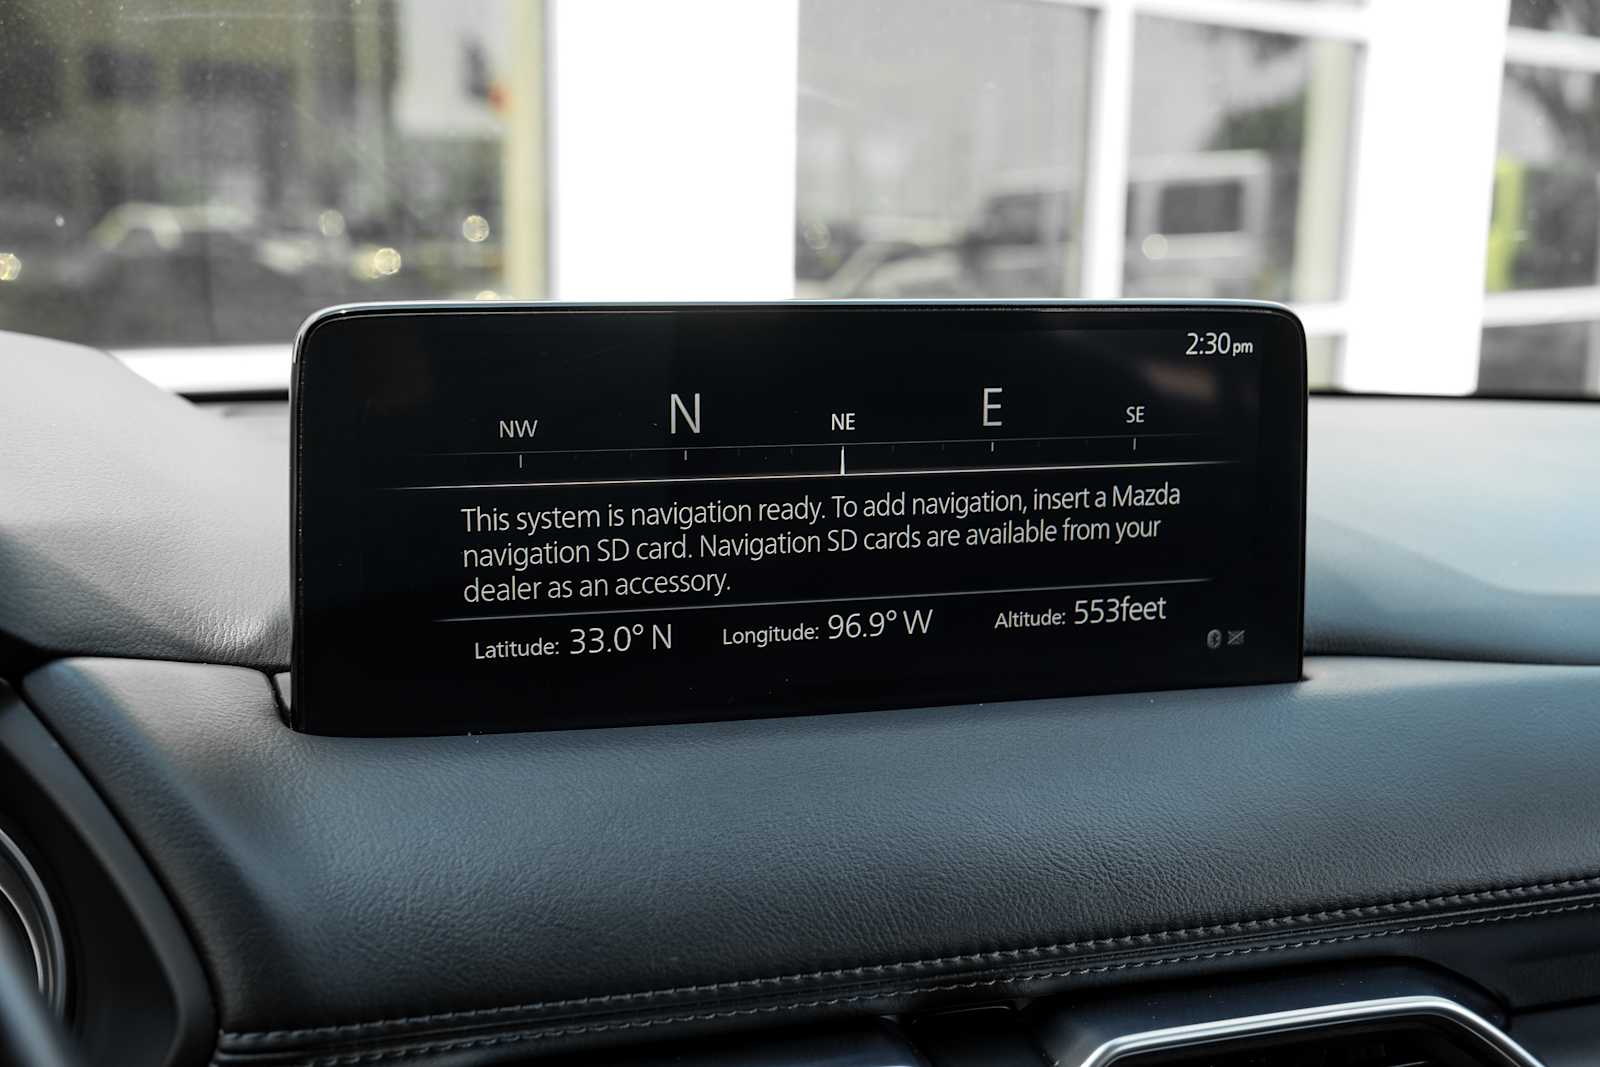 2:30pm
NW N NE E SE
This system is navigation ready. To add navigation, insert a Mazda
navigation SD card. Navigation SD cards are available from your
dealer as an accessory.
Latitude: 33.0° N Longitude: 96.9° W Altitude: 553feet